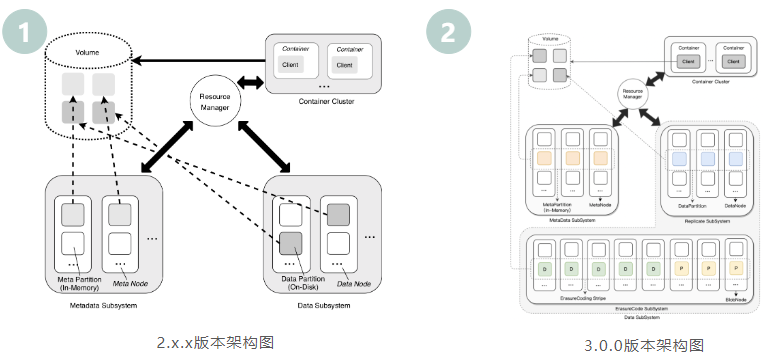 1
Volume
Container
Container
Client
Client
...
Container Cluster
Resource
Manager
...
...
...
Meta Partition
(In-Memory)
Meta Node
Metadata Subsystem
...
...
...
Data Partition
(On-Disk)
Data Node
Data Subsystem
2.x.x版本架构图
2
Volume
Container
Container
Client
...
Client
Container Cluster
Resource
Manager
...
...
...
MetaPartition
(in-Memory)
MetaNode
MetaData SubSystem
...
...
...
DataPartition
DataNode
Replicate SubSystem
D
D
D
D
D
P
P
P
...
...
...
...
...
...
...
...
ErasureCoding Stripe
BlobNode
ErasureCode SubSystem
Data SubSystem
3.0.0版本架构图